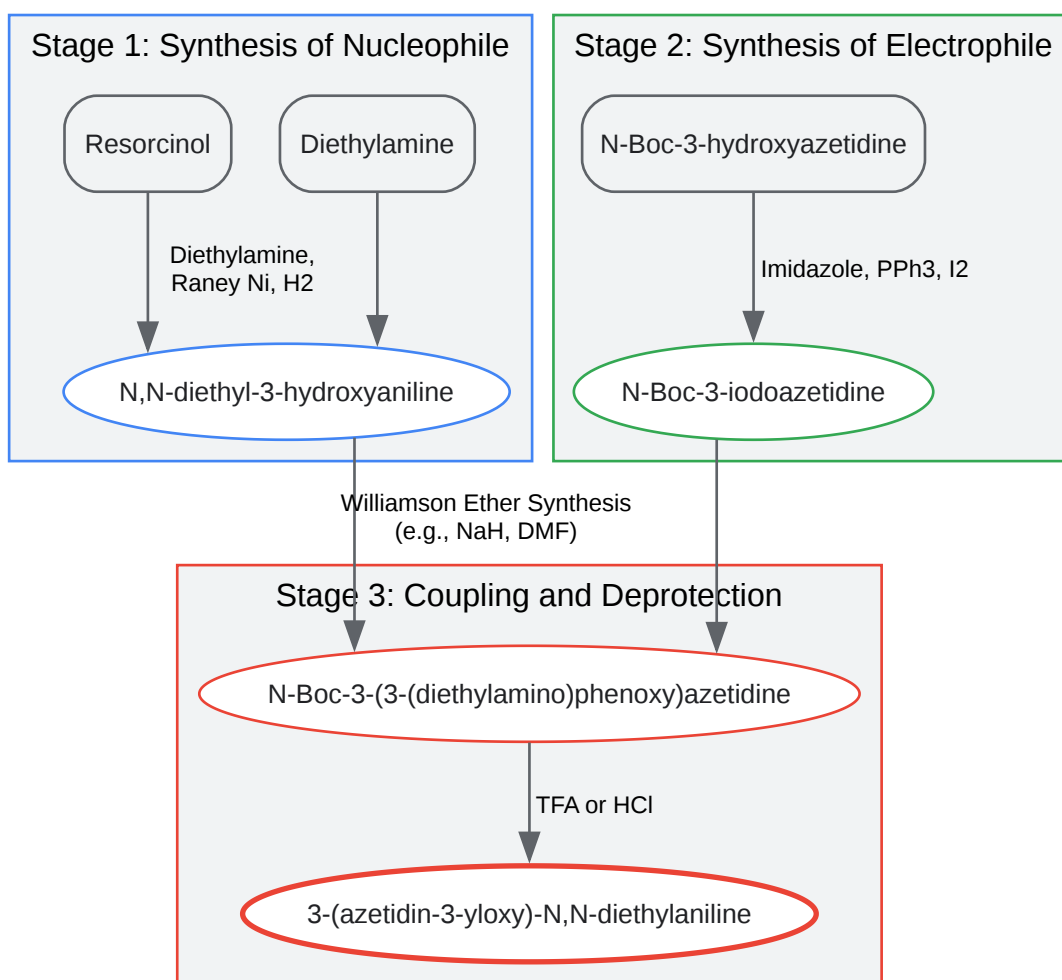 Stage 1: Synthesis of Nucleophile
Stage 2: Synthesis of Electrophile
Resorcinol
Diethylamine
N-Boc-3-hydroxyazetidine
Diethylamine,
Raney Ni, H2
Imidazole, PPh3, I2
N,N-diethyl-3-hydroxyaniline
N-Boc-3-iodoazetidine
Williamson Ether Synthesis
(e.g., NaH, DMF)
Stage 3: Coupling and Deprotection
N-Boc-3-(3-(diethylamino)phenoxy)azetidine
TFA or HCl
3-(azetidin-3-yloxy)-N,N-diethylaniline